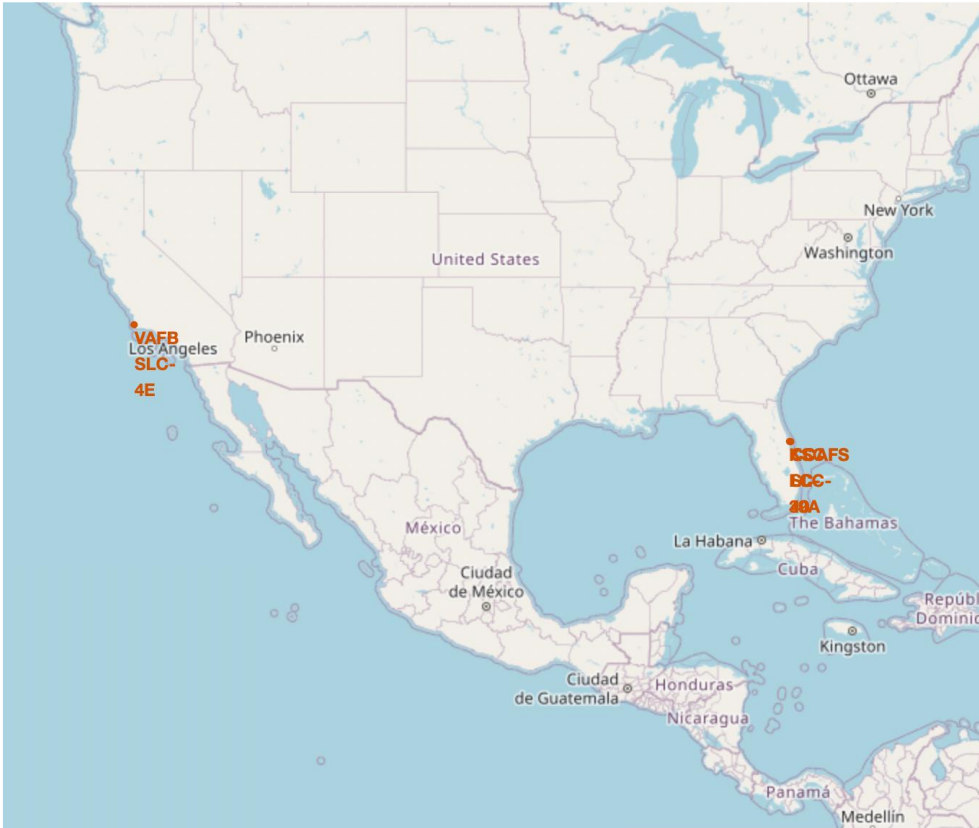 Ottawa
New York
Washington
United States
Phoenix
Los Angeles
VAFB
SLC-
4E
The Bahamas
México
La Habana
Cuba
Ciudad
de México
Repúbl
Dominic
Kingston
Ciudad
de Guatemala
Honduras
Nicaragua
Panamá
Medellín